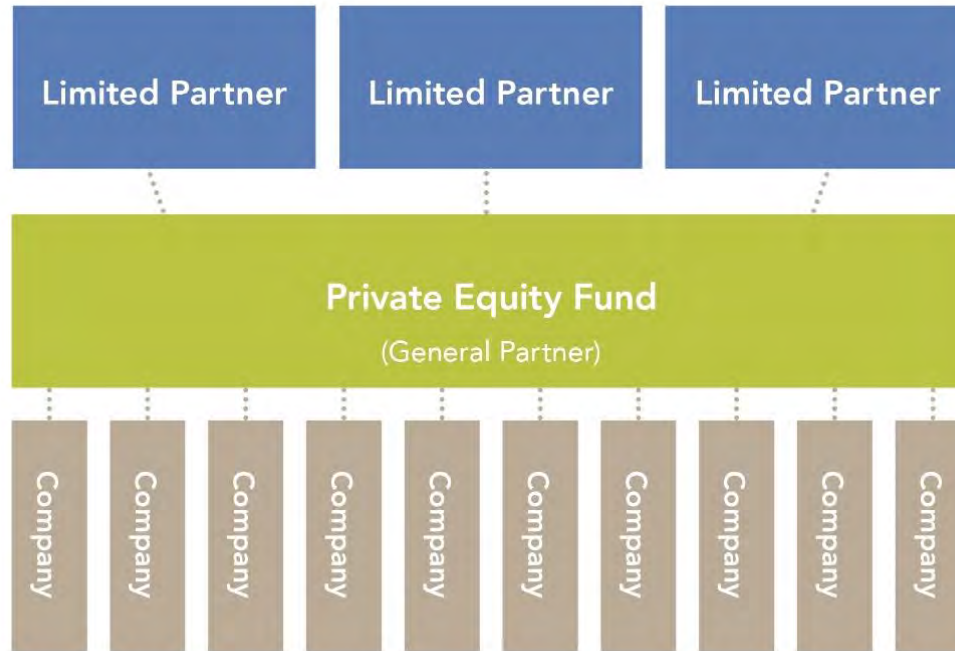 Limited Partner
Limited Partner
Limited Partner
Private Equity Fund
(General Partner)
Company
Company
Company
Company
Company
Company
Company
Company
Company
Company